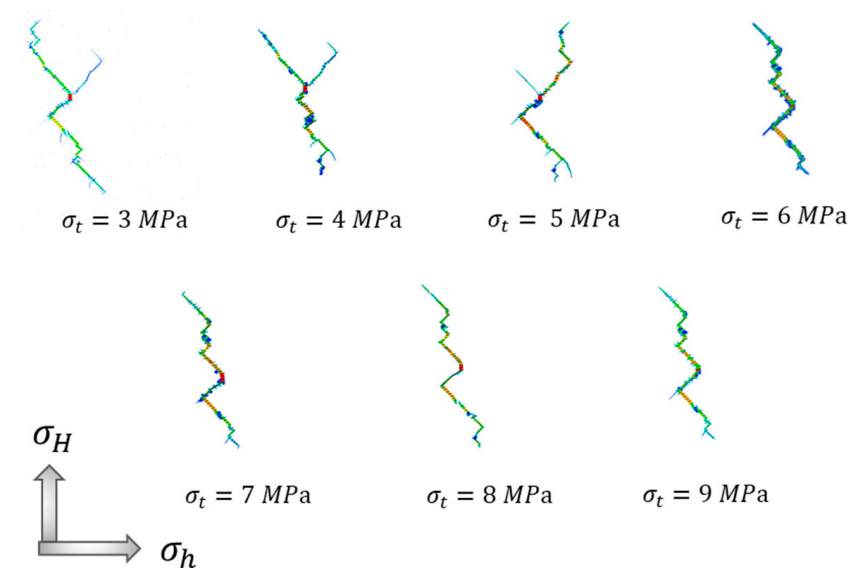 σt = 3 MPa
σt = 4 MPa
σt = 5 MPa
σt = 6 MPa
σt = 7 MPa
σt = 8 MPa
σt = 9 MPa
σH
σh